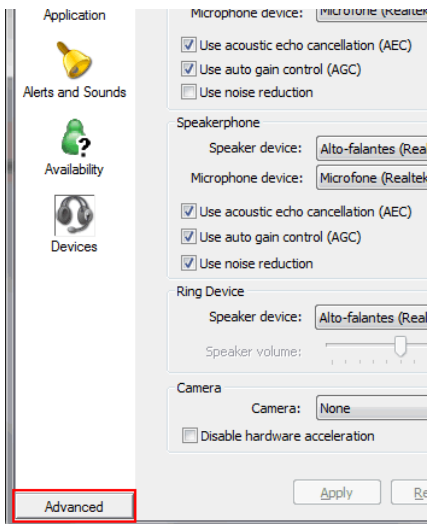 Application
Alerts and Sounds
Availability
Devices
Advanced
Microphone device: Microfone (Realtek
Use acoustic echo cancellation (AEC)
Use auto gain control (AGC)
Use noise reduction
Speakerphone
Speaker device: Alto-falantes (Real
Microphone device: Microfone (Realtek
Use acoustic echo cancellation (AEC)
Use auto gain control (AGC)
Use noise reduction
Ring Device
Speaker device: Alto-falantes (Real
Speaker volume:
Camera
Camera: None
Disable hardware acceleration
Apply Re